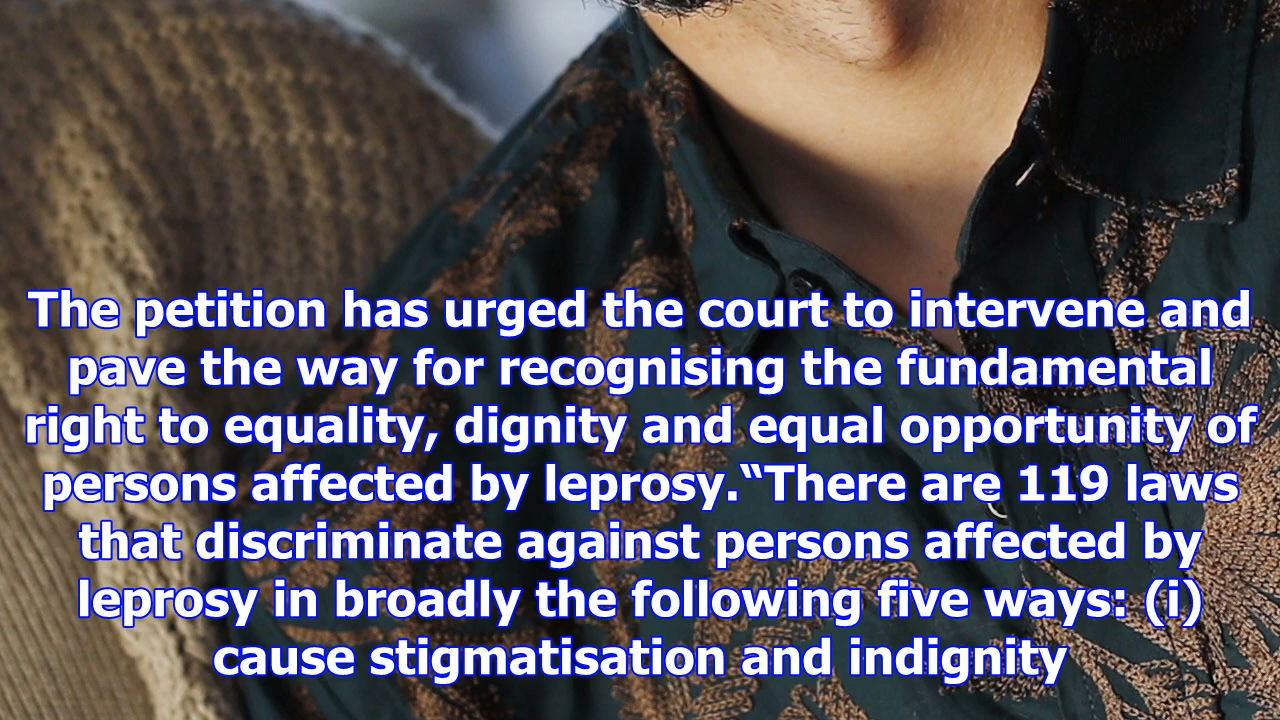 The petition has urged the court to intervene and
pave the way for recognising the fundamental
right to equality, dignity and equal opportunity of
persons affected by leprosy.“There are 119 laws
that discriminate against persons affected by
leprosy in broadly the following five ways: (i)
cause stigmatisation and indignity